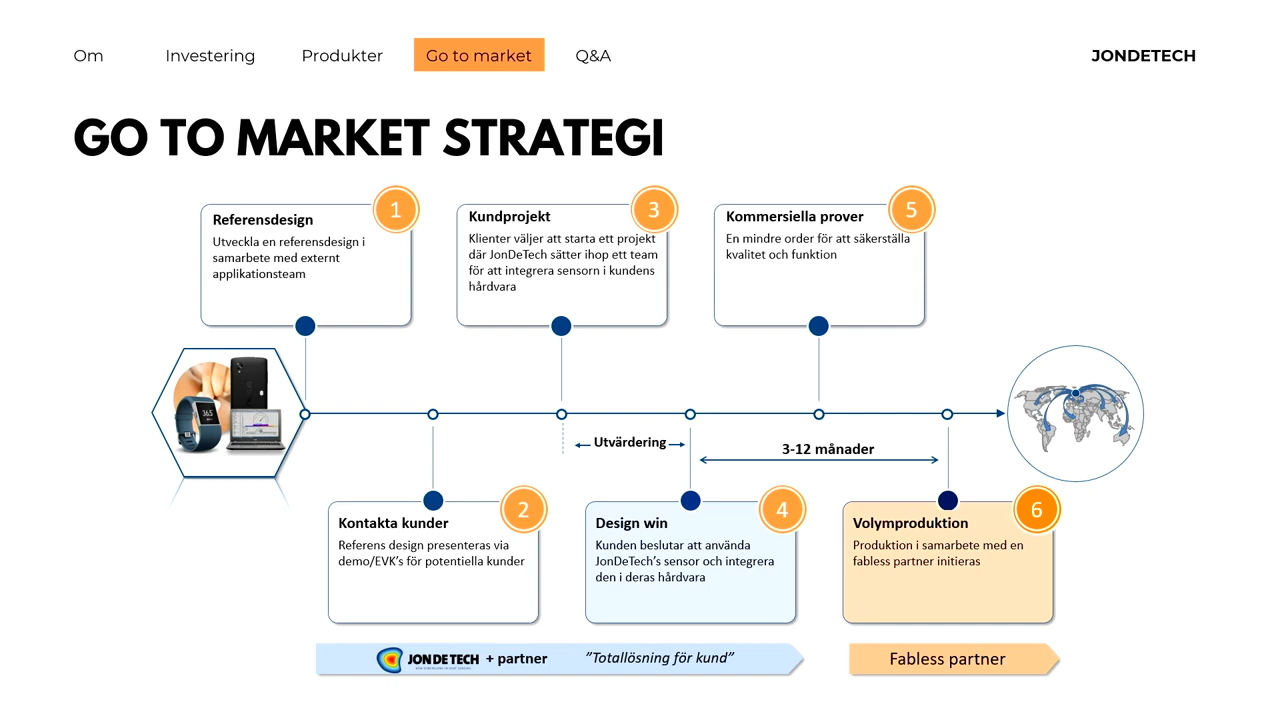 Om Investering Produkter Go to market Q&A JONDETECH
GO TO MARKET STRATEGI
1
Referensdesign
Utveckla en referensdesign i
samarbete med externt
applikationsteam
3
Kundprojekt
Klienter väljer att starta ett projekt
där JonDeTech sätter ihop ett team
för att integrera sensorn i kundens
hårdvara
5
Kommersiella prover
En mindre order för att säkerställa
kvalitet och funktion
36.5
Utvärdering
3-12 månader
2
Kontakta kunder
Referens design presenteras via
demo/EVK’s för potentiella kunder
4
Design win
Kunden beslutar att använda
JonDeTech’s sensor och integrera
den i deras hårdvara
6
Volymproduktion
Produktion i samarbete med en
fabless partner initieras
JONDETECH + partner ”Totallösning för kund”
Fabless partner